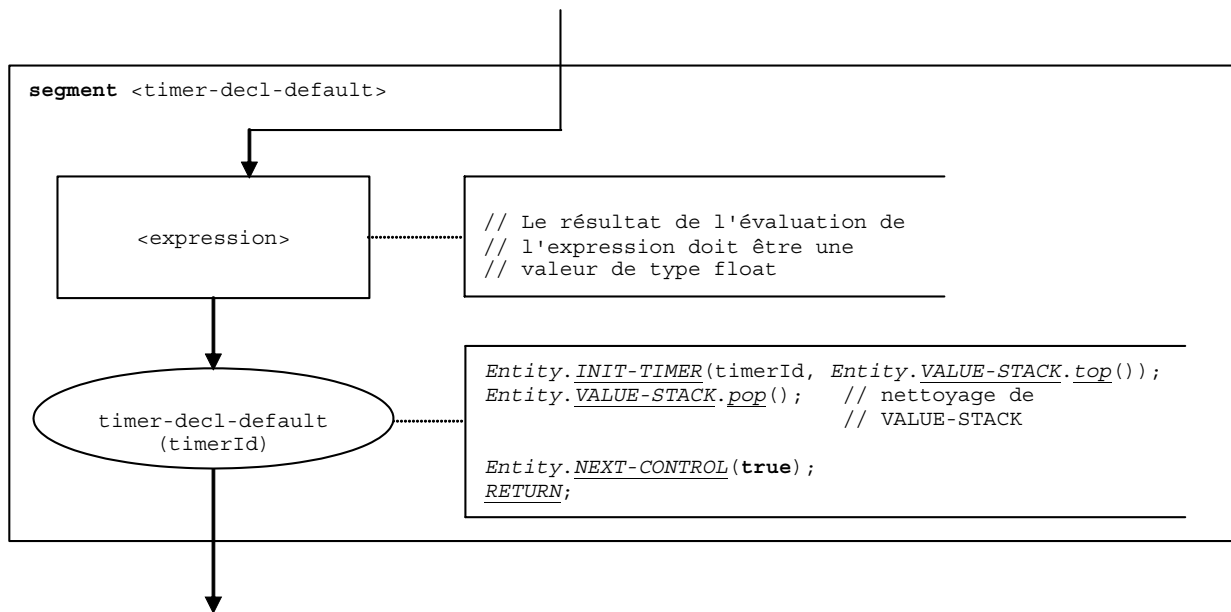 segment <timer-decl-default>
<expression>
// Le résultat de l'évaluation de
// l'expression doit être une
// valeur de type float
timer-decl-default
(timerId)
Entity.INIT-TIMER(timerId, Entity.VALUE-STACK.top());
Entity.VALUE-STACK.pop();   // nettoyage de
// VALUE-STACK
Entity.NEXT-CONTROL(true);
RETURN;